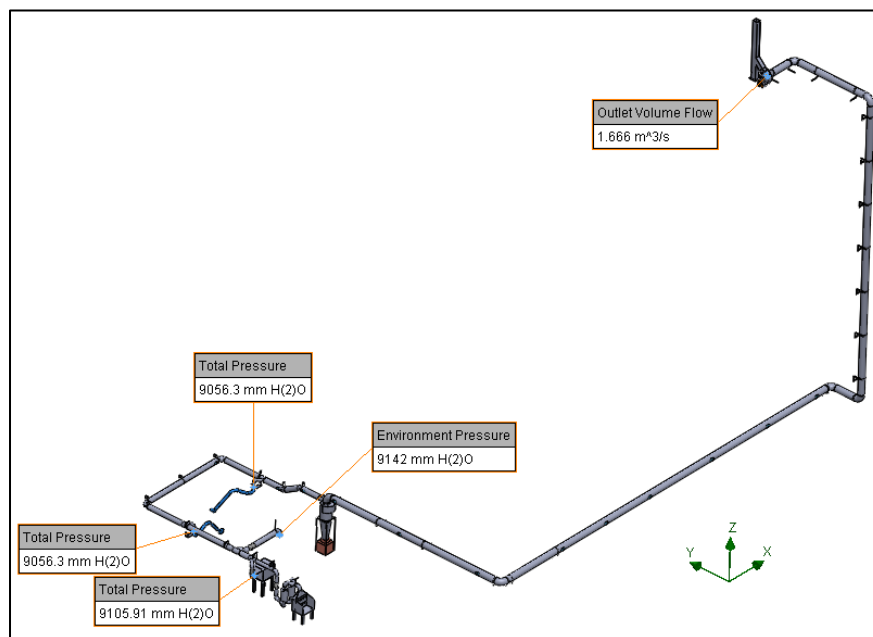 Outlet Volume Flow
1.666 m^3/s
Total Pressure
9056.3 mm H(2)O
Environment Pressure
9142 mm H(2)O
Total Pressure
9056.3 mm H(2)O
Total Pressure
9105.91 mm H(2)O
Z
Y
X